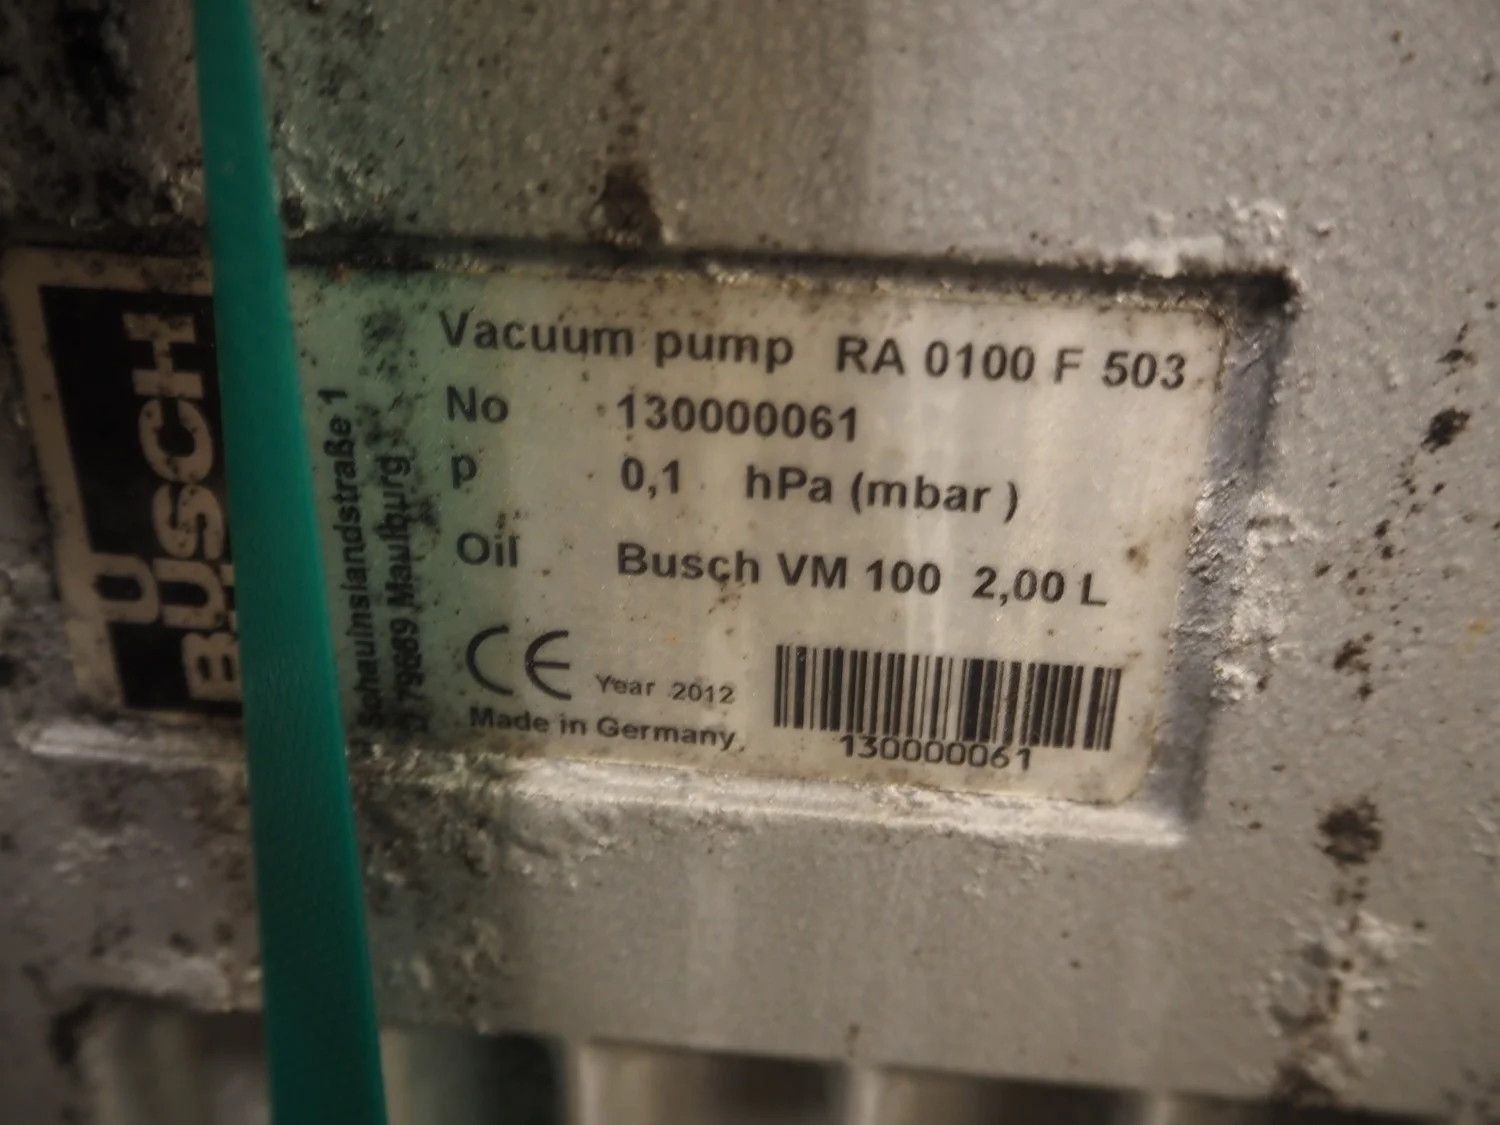 BUSCH
Schauinslandstraße 1
79689 Maulburg
Vacuum pump RA 0100 F 503
No 130000061
p 0,1 hPa (mbar )
Oil Busch VM 100 2,00 L
CE Year 2012
Made in Germany
130000061